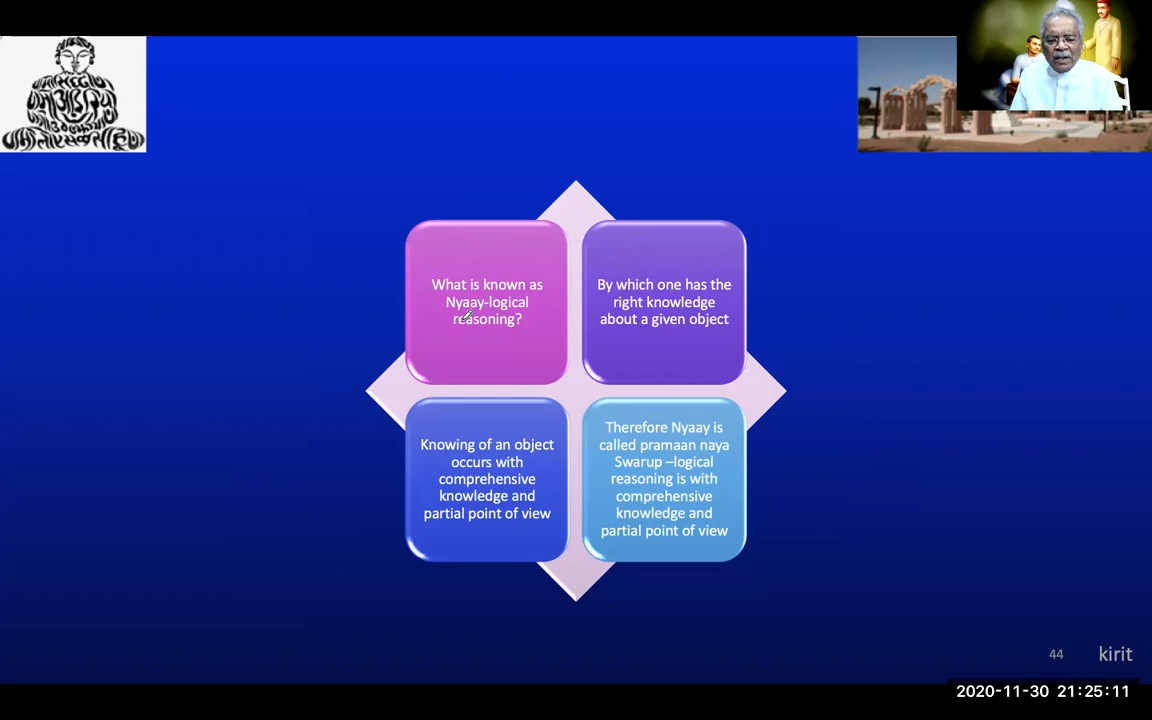 What is known as
Nyaay-logical
reasoning?
By which one has the
right knowledge
about a given object
Knowing of an object
occurs with
comprehensive
knowledge and
partial point of view
Therefore Nyaay is
called pramaan naya
Swarup –logical
reasoning is with
comprehensive
knowledge and
partial point of view
44
kirit
2020-11-30 21:25:11